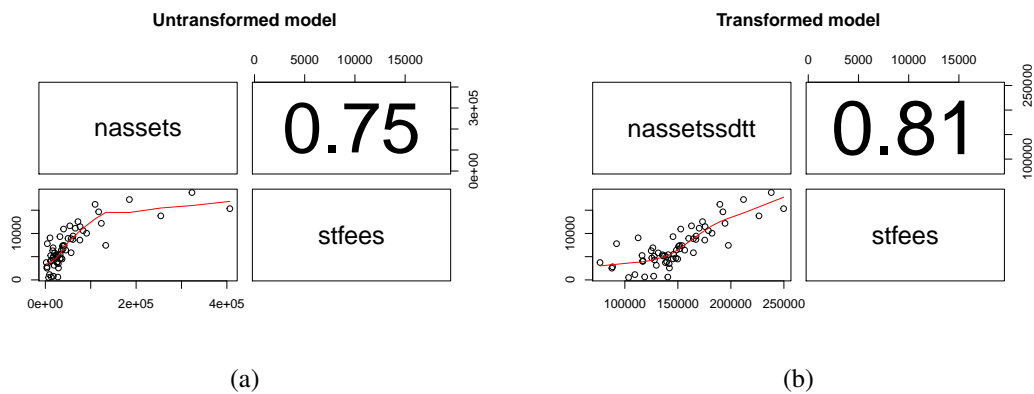 Untransformed model
0 5000 10000 15000
nassets
0.75
0e+00 3e+05
0 10000
stfees
0e+00 2e+05 4e+05
(a)
Transformed model
0 5000 10000 15000
nassetssdtt
0.81
100000 250000
0 10000
stfees
100000 150000 200000 250000
(b)